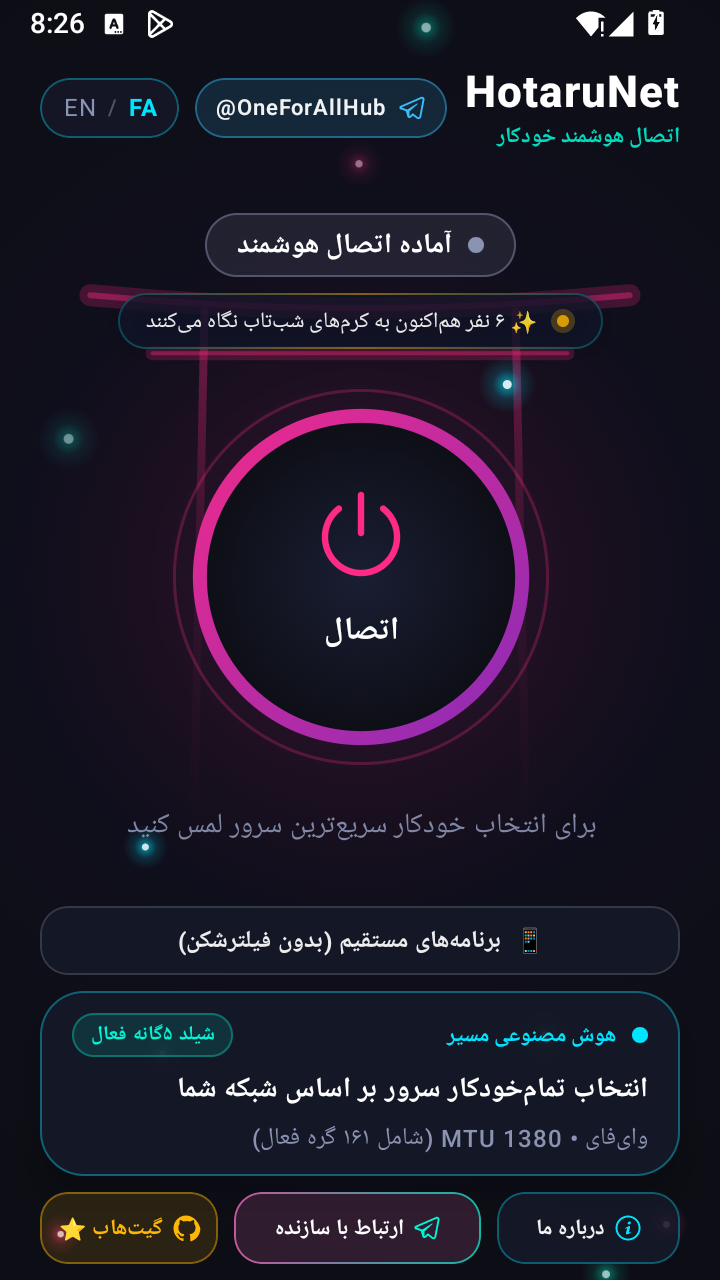 8:26
HotaruNet
اتصال هوشمند خودکار
@OneForAllHub
EN / FA
آماده اتصال هوشمند
✨ ۶ نفر هم‌اکنون به کرم‌های شب‌تاب نگاه می‌کنند
اتصال
برای انتخاب خودکار سریع‌ترین سرور لمس کنید
📱 برنامه‌های مستقیم (بدون فیلترشکن)
هوش مصنوعی مسیر
شیلد ۵گانه فعال
انتخاب تمام‌خودکار سرور بر اساس شبکه شما
وای‌فای • MTU 1380 (شامل ۱۶۱ گره فعال)
درباره ما
ارتباط با سازنده
گیت‌هاب ⭐